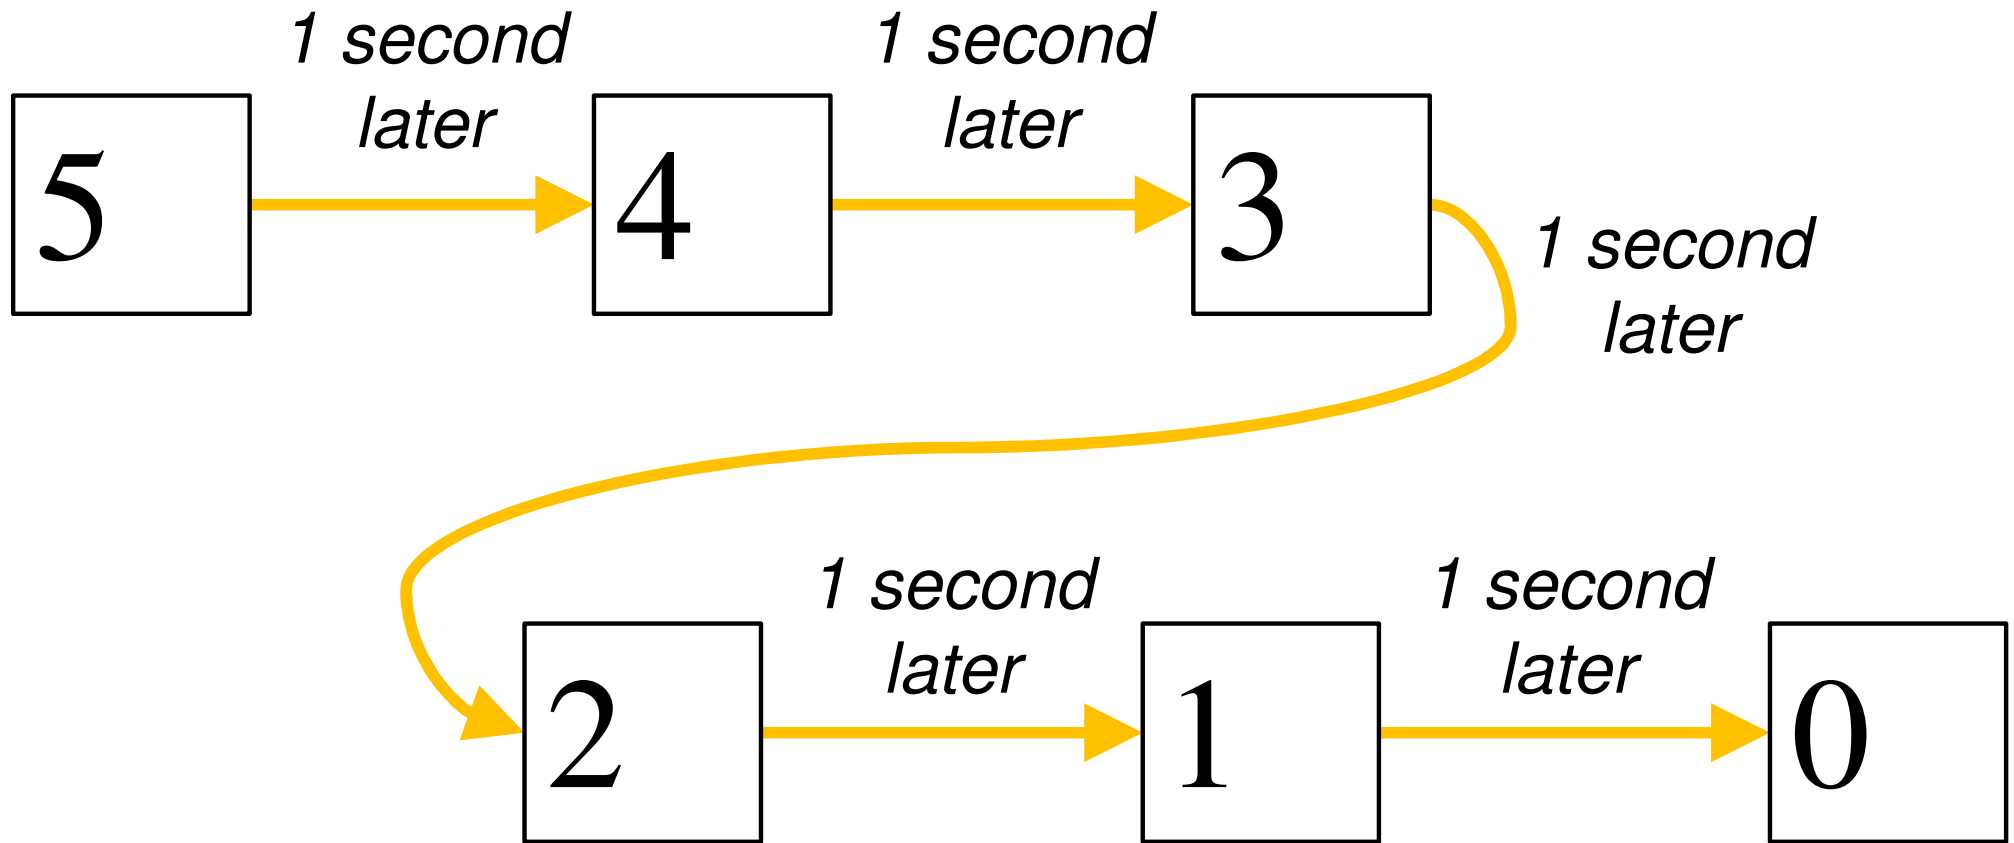 1 second
later
1 second
later
5
4
3
1 second
later
1 second
later
1 second
later
2
1
0